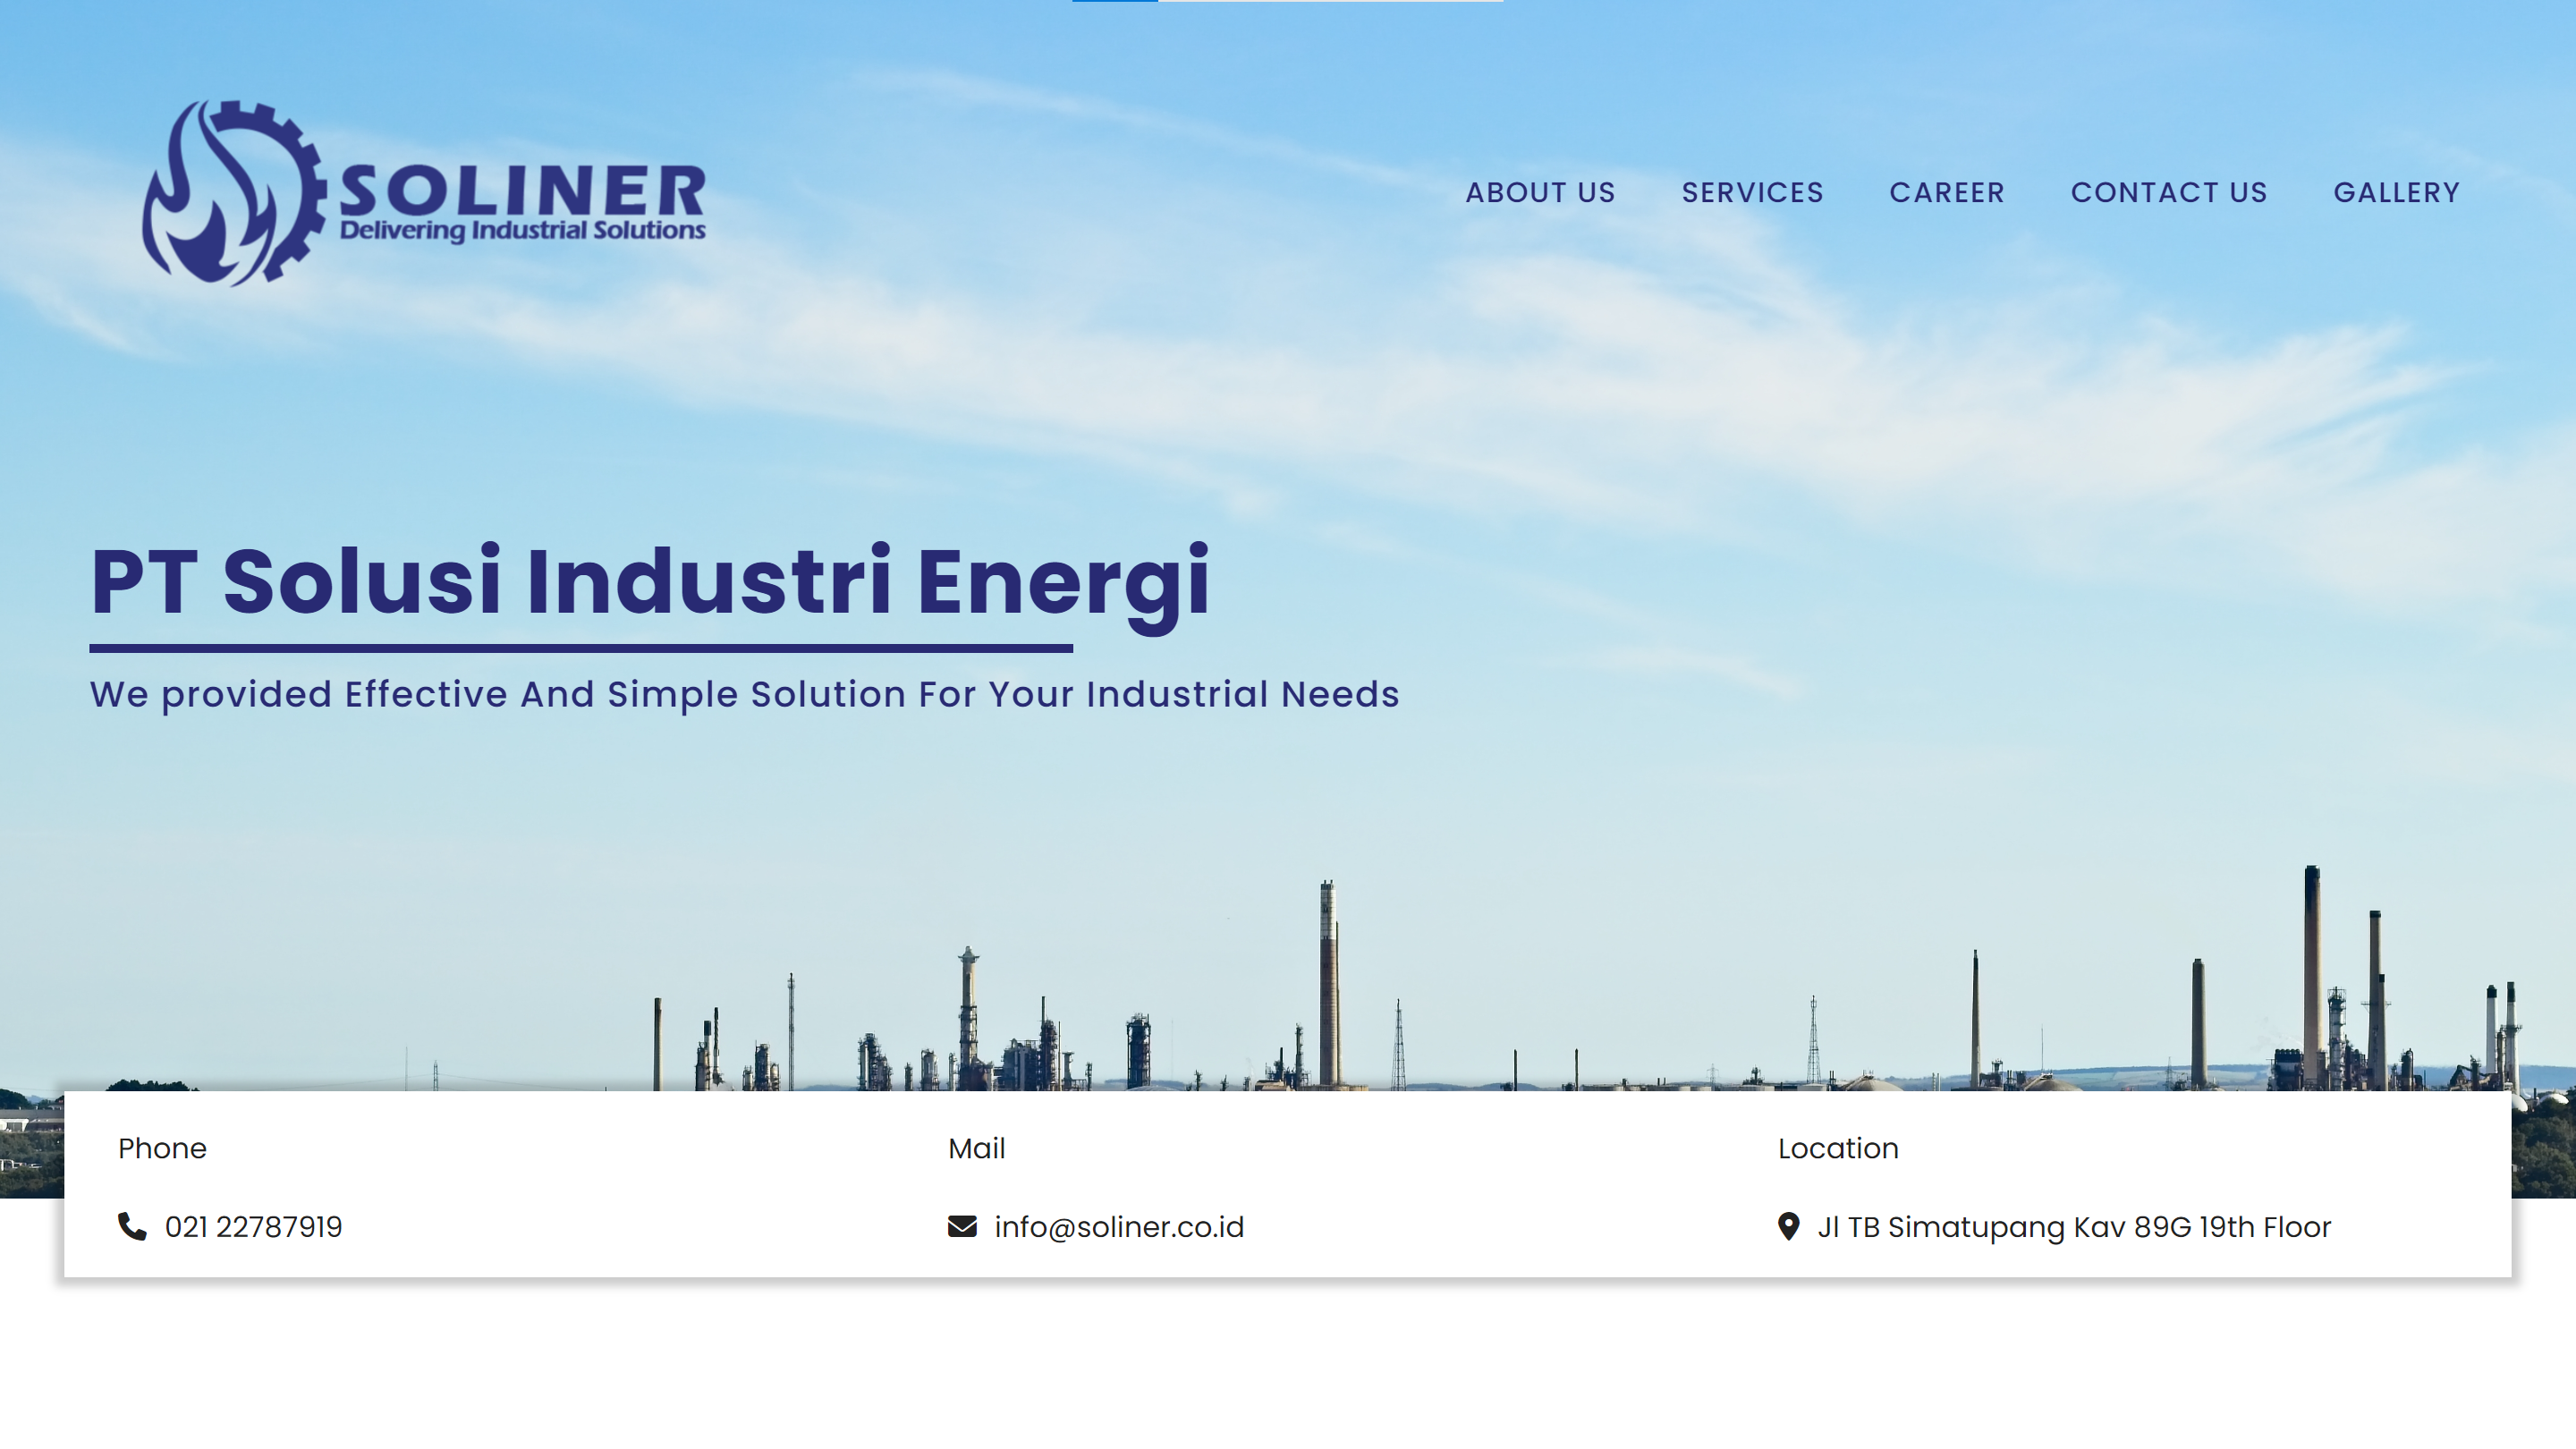 SOLINER
Delivering Industrial Solutions
ABOUT US
SERVICES
CAREER
CONTACT US
GALLERY
PT Solusi Industri Energi
We provided Effective And Simple Solution For Your Industrial Needs
Phone
021 22787919
Mail
info@soliner.co.id
Location
Jl TB Simatupang Kav 89G 19th Floor